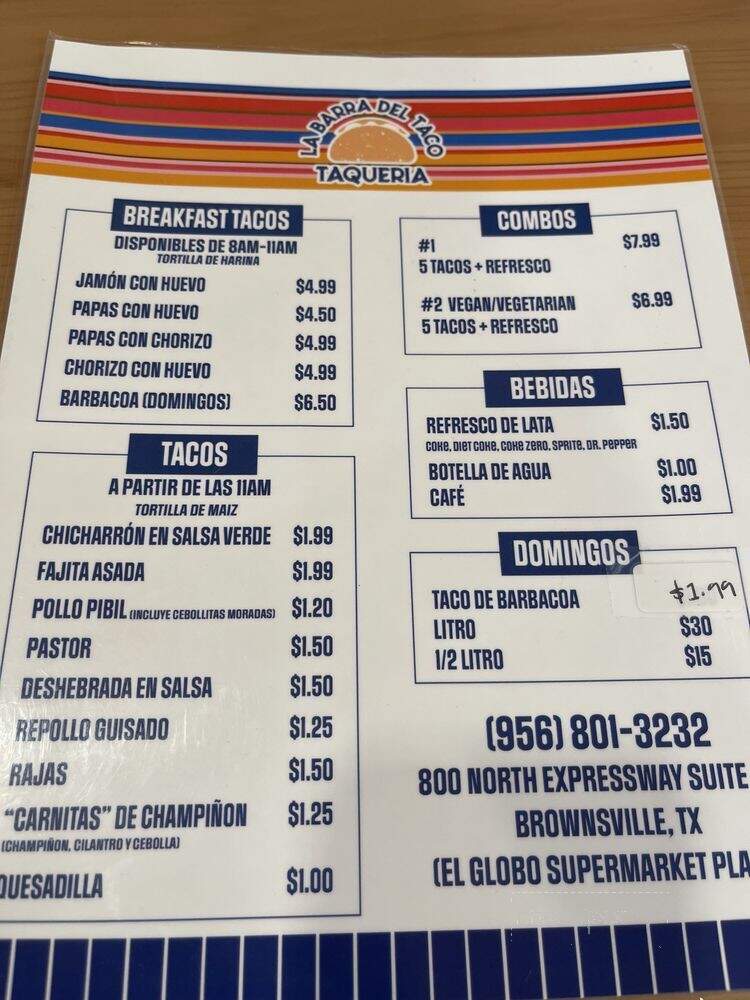 LA BARRA DEL TACO
TAQUERIA
BREAKFAST TACOS
DISPONIBLES DE 8AM-11AM
TORTILLA DE HARINA
JAMÓN CON HUEVO $4.99
PAPAS CON HUEVO $4.50
PAPAS CON CHORIZO $4.99
CHORIZO CON HUEVO $4.99
BARBACOA (DOMINGOS) $6.50
TACOS
A PARTIR DE LAS 11AM
TORTILLA DE MAIZ
CHICHARRÓN EN SALSA VERDE $1.99
FAJITA ASADA $1.99
POLLO PIBIL (INCLUYE CEBOLLITAS MORADAS) $1.20
PASTOR $1.50
DESHEBRADA EN SALSA $1.50
REPOLLO GUISADO $1.25
RAJAS $1.50
"CARNITAS" DE CHAMPIÑON $1.25
(CHAMPIÑON, CILANTRO Y CEBOLLA)
QUESADILLA $1.00
COMBOS
#1 $7.99
5 TACOS + REFRESCO
#2 VEGAN/VEGETARIAN $6.99
5 TACOS + REFRESCO
BEBIDAS
REFRESCO DE LATA $1.50
COKE, DIET COKE, COKE ZERO, SPRITE, DR. PEPPER
BOTELLA DE AGUA $1.00
CAFÉ $1.99
DOMINGOS
TACO DE BARBACOA $1.99
LITRO $30
1/2 LITRO $15
(956) 801-3232
800 NORTH EXPRESSWAY SUITE
BROWNSVILLE, TX
(EL GLOBO SUPERMARKET PLA